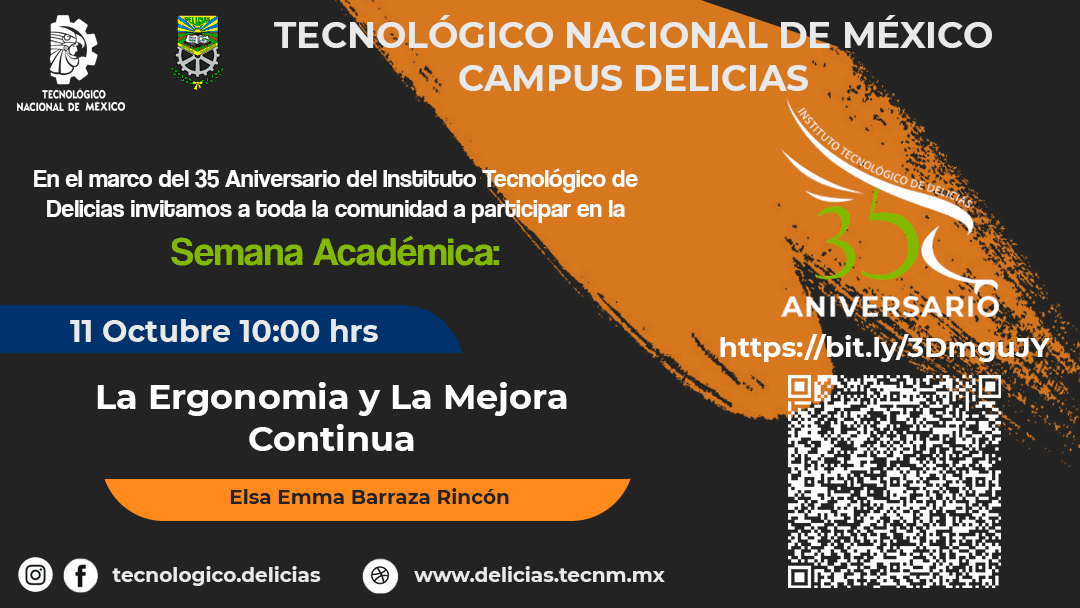 TECNOLÓGICO
NACIONAL DE MÉXICO
TECNOLÓGICO NACIONAL DE MÉXICO
CAMPUS DELICIAS
En el marco del 35 Aniversario del Instituto Tecnológico de
Delicias invitamos a toda la comunidad a participar en la
Semana Académica:
11 Octubre 10:00 hrs
La Ergonomia y La Mejora
Continua
Elsa Emma Barraza Rincón
INSTITUTO TECNOLÓGICO DE DELICIAS
35
ANIVERSARIO
https://bit.ly/3DmguJY
tecnologico.delicias
www.delicias.tecnm.mx